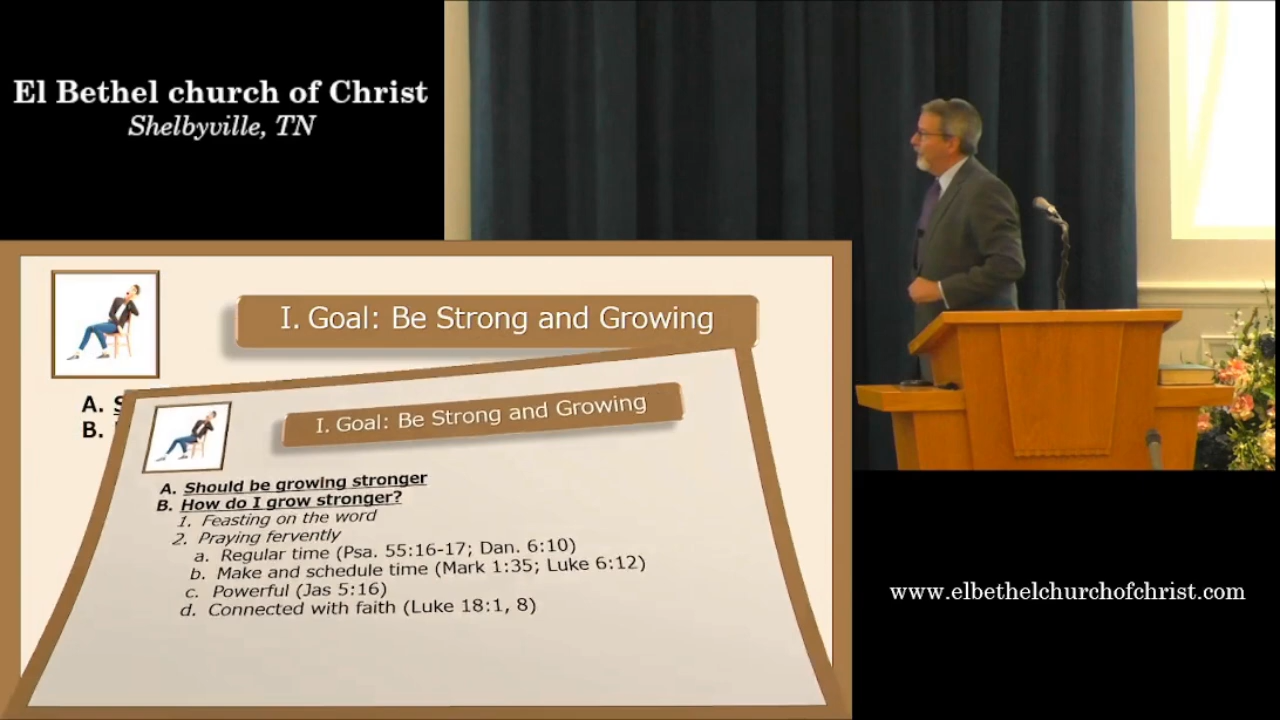 El Bethel church of Christ
Shelbyville, TN
I. Goal: Be Strong and Growing
A. S
B.
I. Goal: Be Strong and Growing
A. Should be growing stronger
B. How do I grow stronger?
1. Feasting on the word
2. Praying fervently
a. Regular time (Psa. 55:16-17; Dan. 6:10)
b. Make and schedule time (Mark 1:35; Luke 6:12)
c. Powerful (Jas 5:16)
d. Connected with faith (Luke 18:1, 8)
www.elbethelchurchofchrist.com